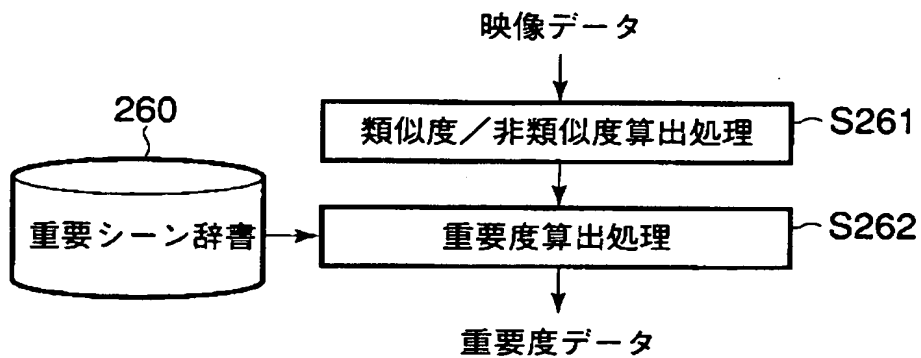 映像データ
260
類似度/非類似度算出処理
S261
重要シーン辞書
重要度算出処理
S262
重要度データ